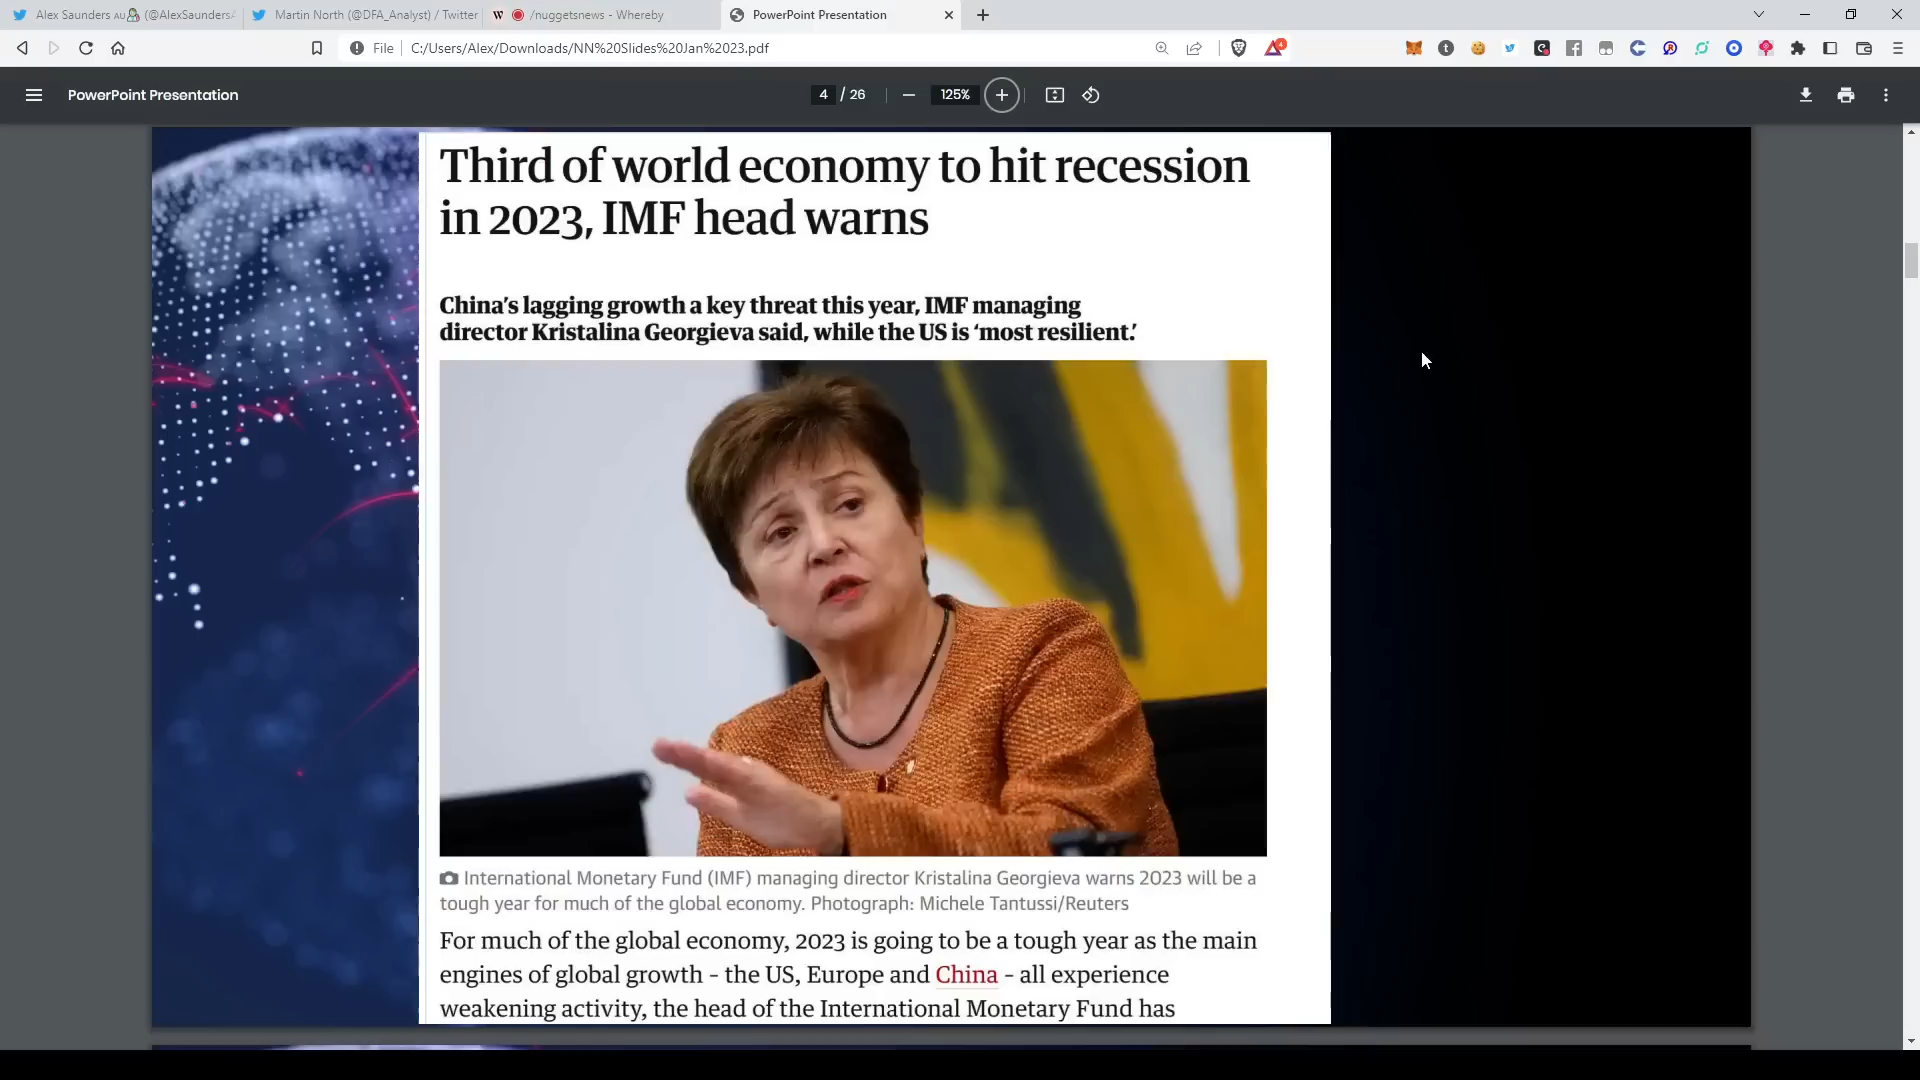 Alex Saunders AU (@AlexSaundersA
Martin North (@DFA_Analyst) / Twitter
/nuggetsnews - Whereby
PowerPoint Presentation
File
C:/Users/Alex/Downloads/NN%20Slides%20Jan%2023.pdf
4
PowerPoint Presentation
4 / 26
125%
Third of world economy to hit recession
in 2023, IMF head warns
China’s lagging growth a key threat this year, IMF managing
director Kristalina Georgieva said, while the US is ‘most resilient.’
International Monetary Fund (IMF) managing director Kristalina Georgieva warns 2023 will be a
tough year for much of the global economy. Photograph: Michele Tantussi/Reuters
For much of the global economy, 2023 is going to be a tough year as the main
engines of global growth – the US, Europe and China – all experience
weakening activity, the head of the International Monetary Fund has